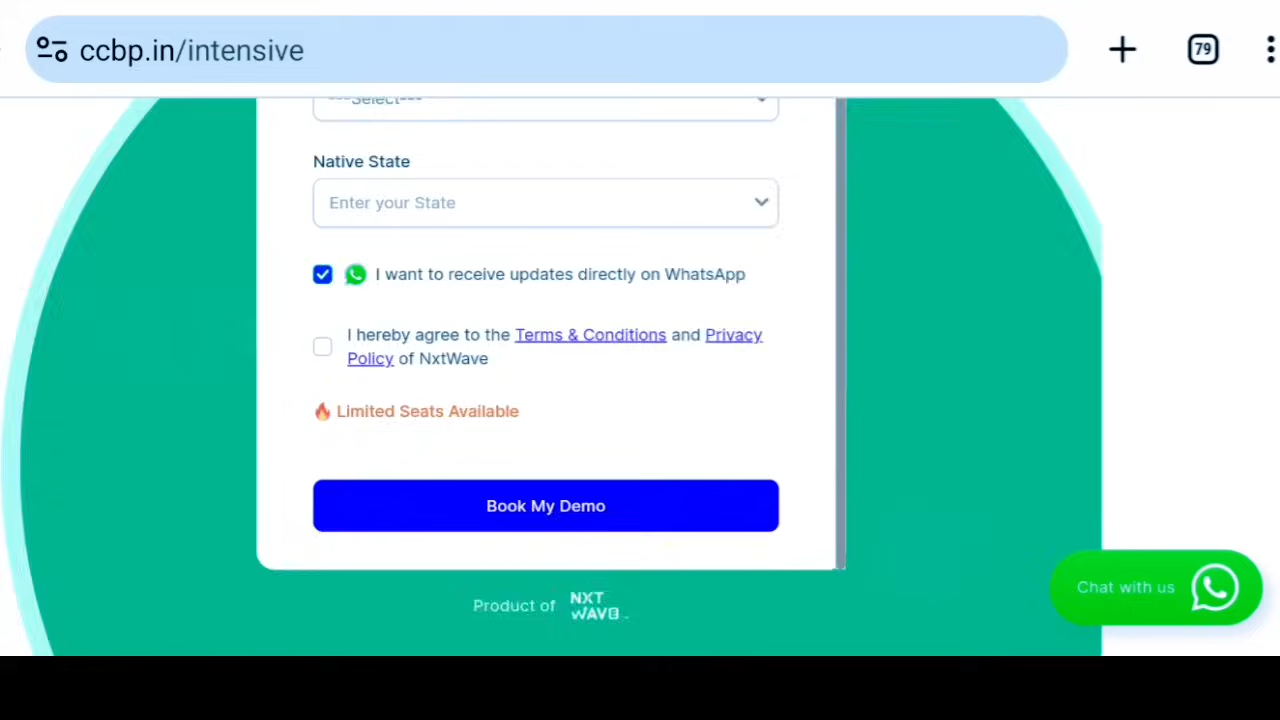 ccbp.in/intensive
79
---Select---
Native State
Enter your State
I want to receive updates directly on WhatsApp
I hereby agree to the Terms & Conditions and Privacy
Policy of NxtWave
🔥 Limited Seats Available
Book My Demo
Chat with us
Product of NXT
WAVE